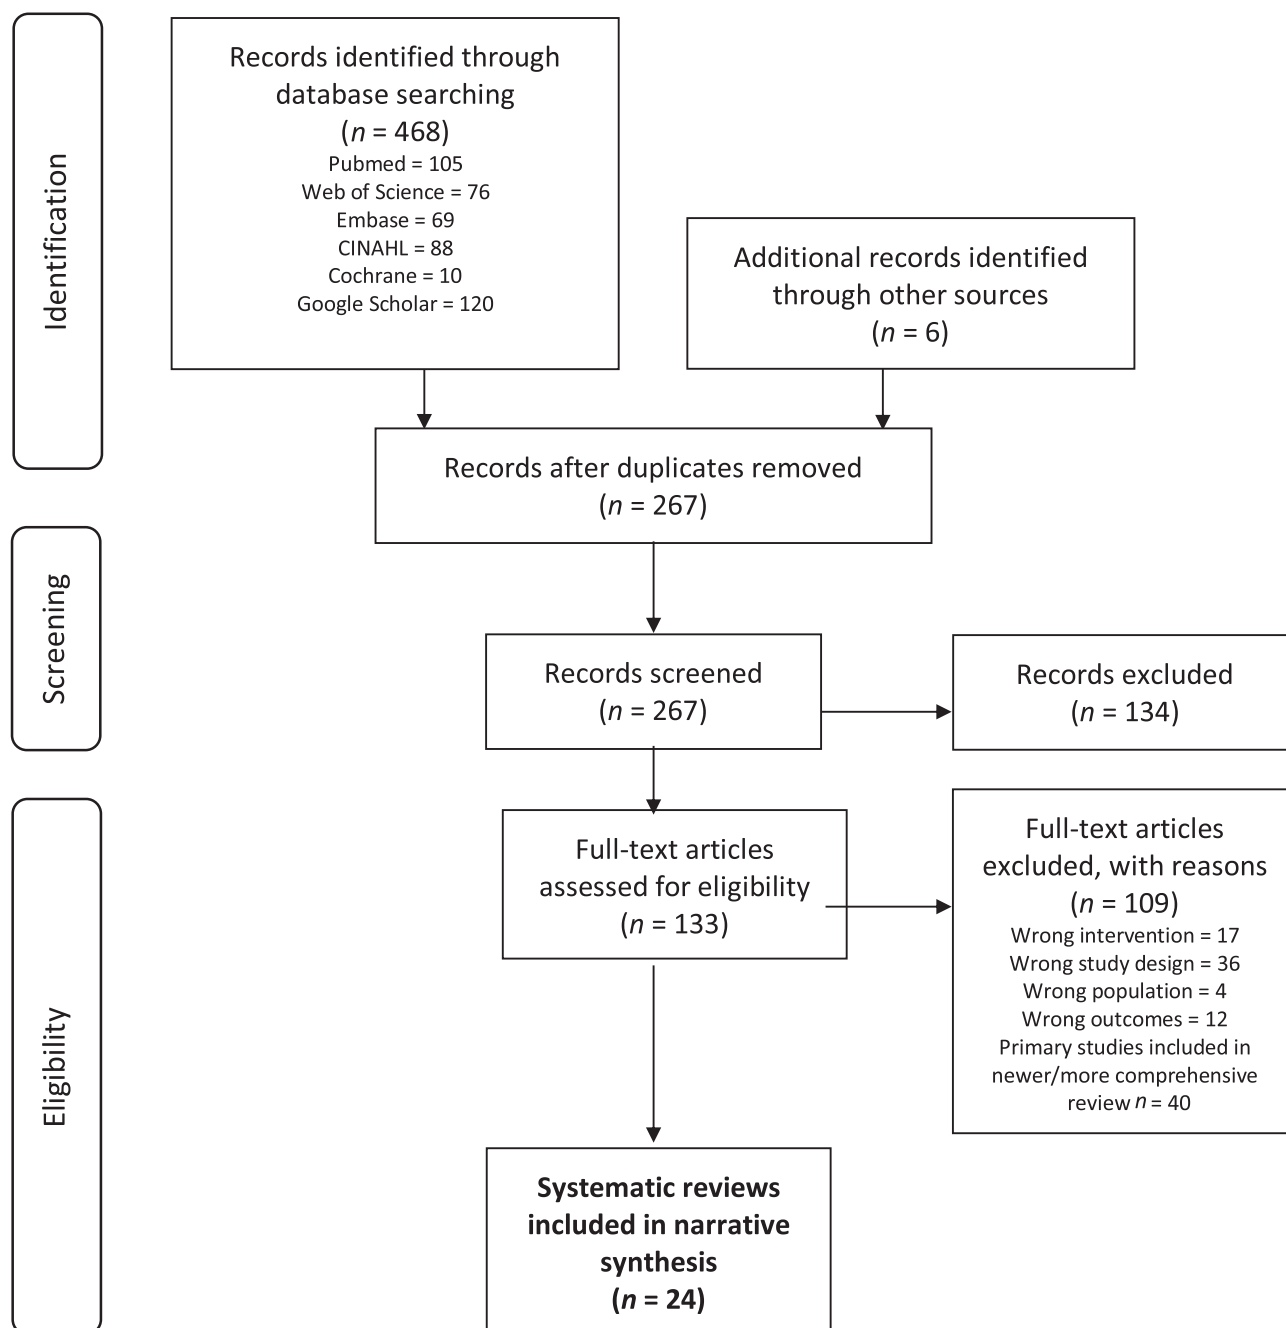 Identification
Records identified through
database searching
(n = 468)
Pubmed = 105
Web of Science = 76
Embase = 69
CINAHL = 88
Cochrane = 10
Google Scholar = 120
Additional records identified
through other sources
(n = 6)
Records after duplicates removed
(n = 267)
Screening
Records screened
(n = 267)
Records excluded
(n = 134)
Eligibility
Full-text articles
assessed for eligibility
(n = 133)
Full-text articles
excluded, with reasons
(n = 109)
Wrong intervention = 17
Wrong study design = 36
Wrong population = 4
Wrong outcomes = 12
Primary studies included in
newer/more comprehensive
review n = 40
Systematic reviews
included in narrative
synthesis
(n = 24)